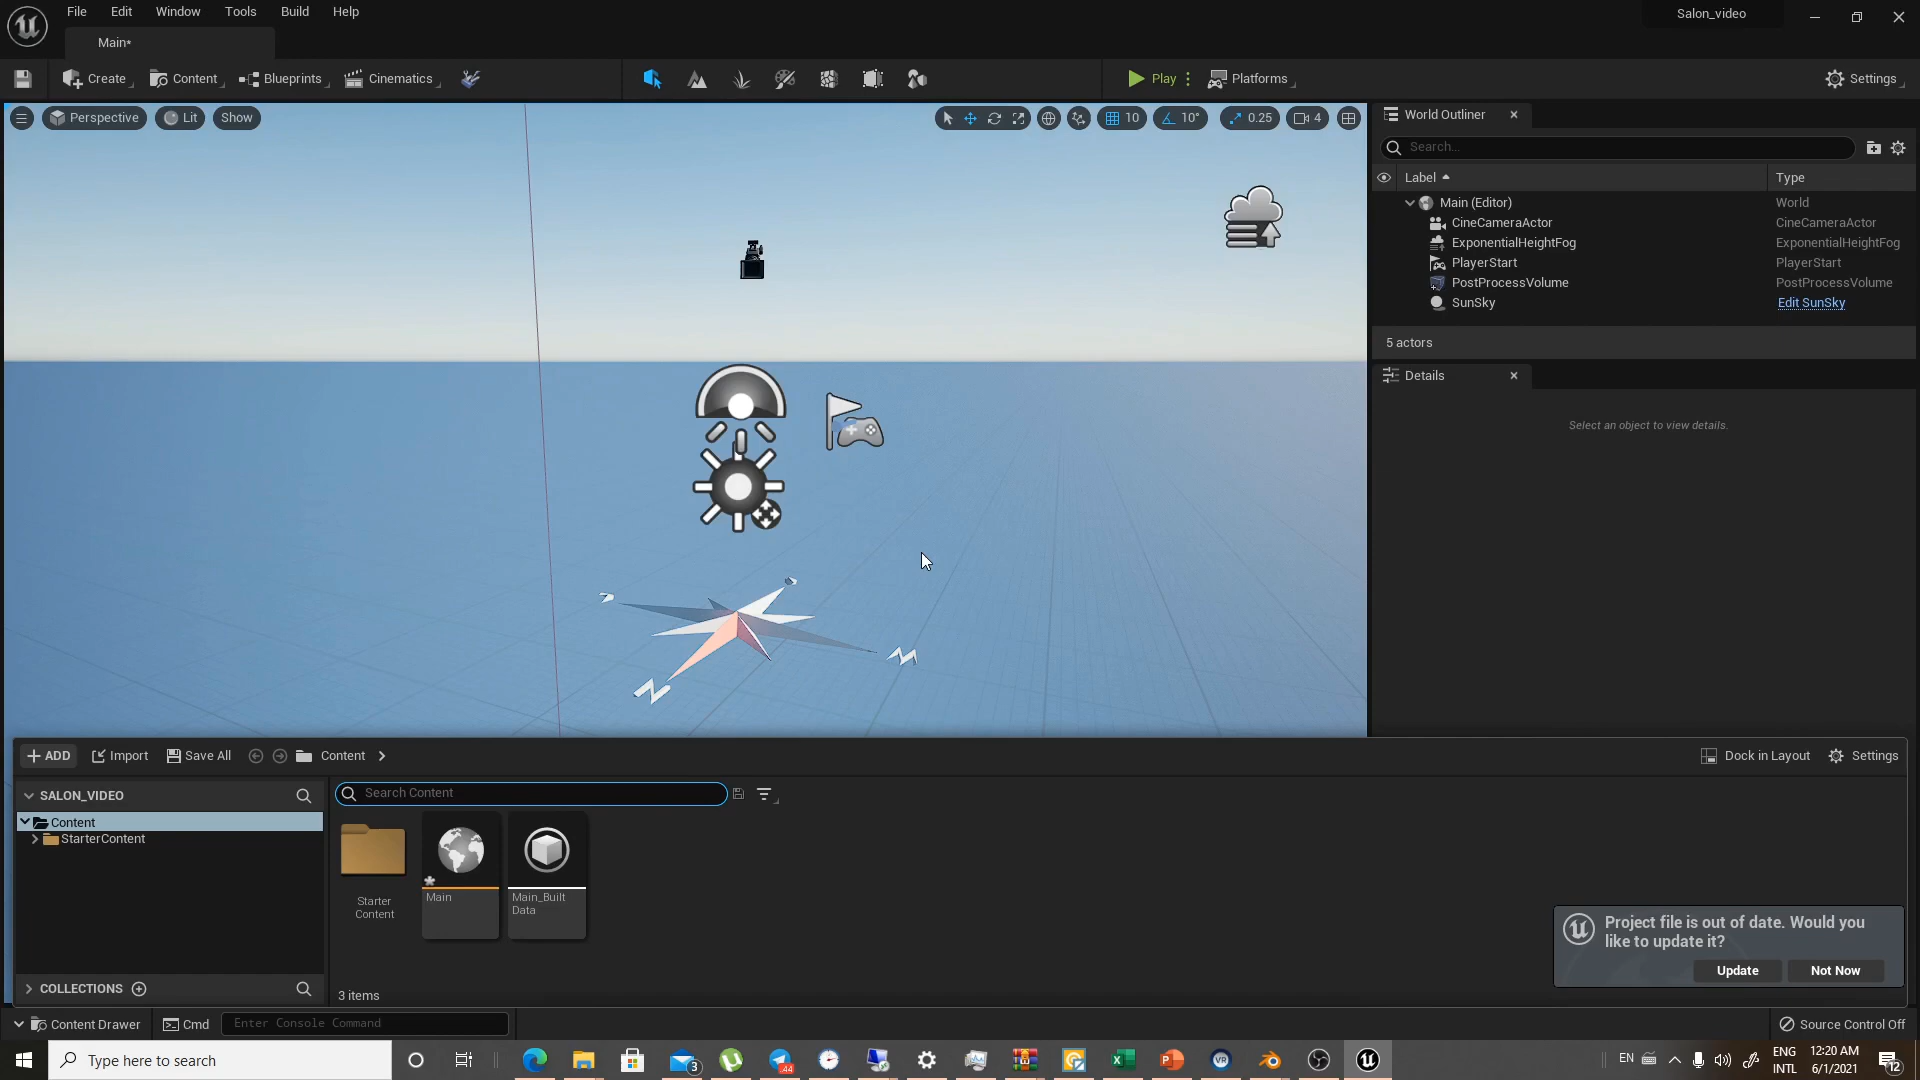 File Edit Window Tools Build Help
Salon_video
Main*
Create Content Blueprints Cinematics Play Platforms Settings
Perspective Lit Show 10 10° 0.25 4
World Outliner
Search...
Label Type
Main (Editor) World
CineCameraActor CineCameraActor
ExponentialHeightFog ExponentialHeightFog
PlayerStart PlayerStart
PostProcessVolume PostProcessVolume
SunSky Edit SunSky
5 actors
Details
Select an object to view details.
N
ADD Import Save All Content Dock in Layout Settings
SALON_VIDEO
Search Content
Content
StarterContent
Starter
Content
Main
Main_Built
Data
Project file is out of date. Would you
like to update it?
Update Not Now
COLLECTIONS
3 items
Content Drawer Cmd Enter Console Command Source Control Off
Type here to search
3
44
VR
EN
ENG
INTL
12:20 AM
6/1/2021
12